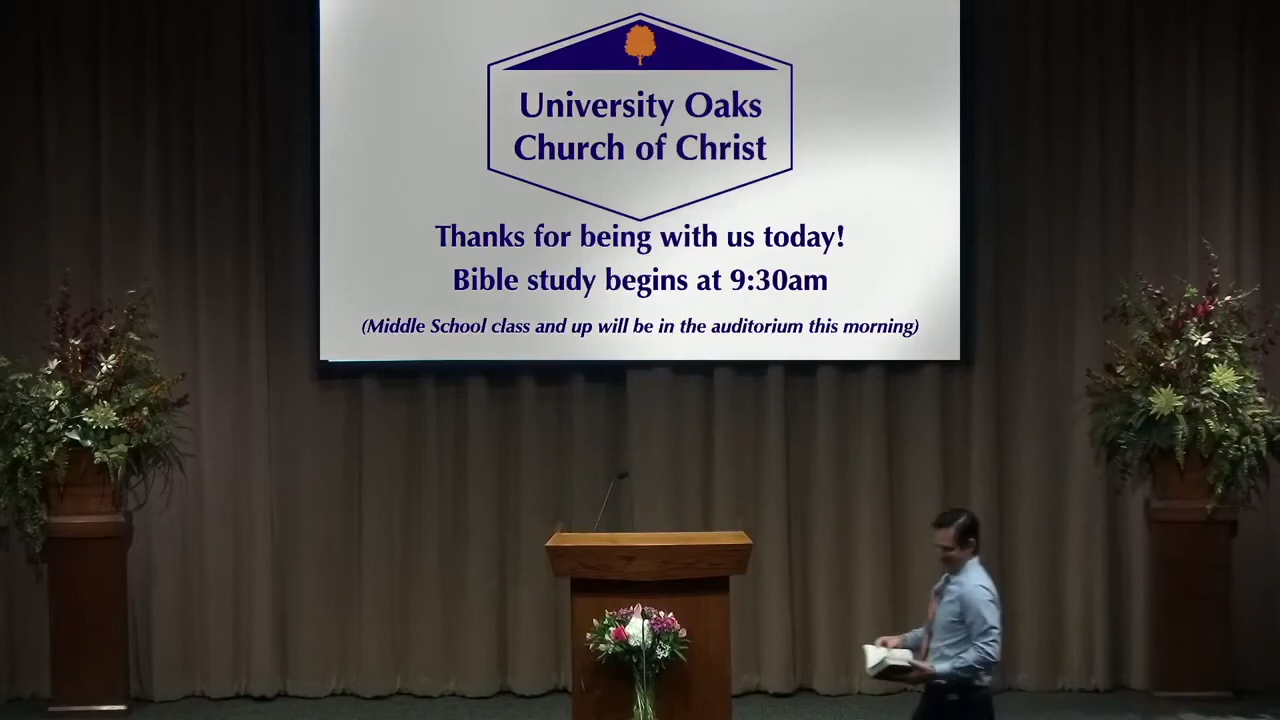 University Oaks
Church of Christ
Thanks for being with us today!
Bible study begins at 9:30am
(Middle School class and up will be in the auditorium this morning)